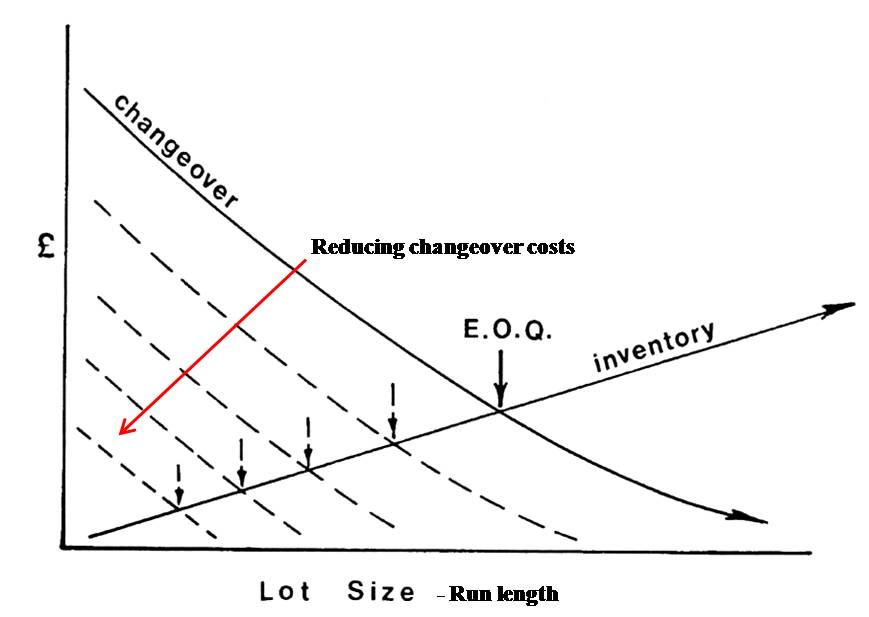 changeover
£
Reducing changeover costs
E.O.Q.
inventory
Lot Size - Run length